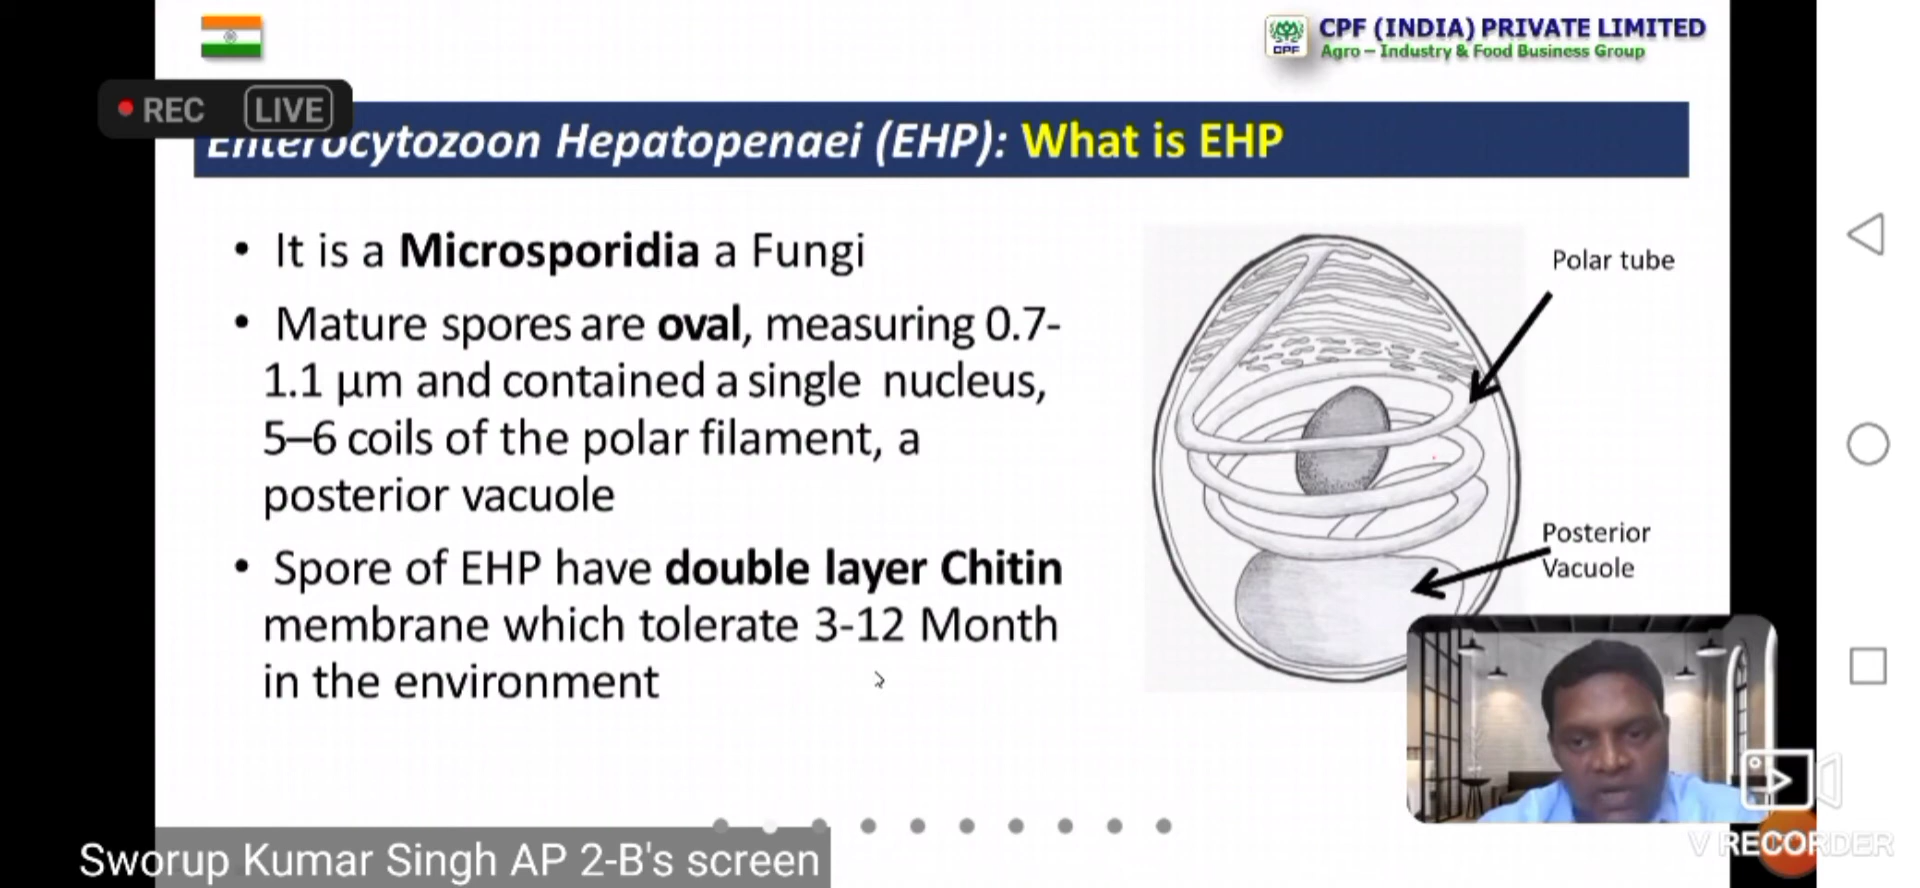 CPF (INDIA) PRIVATE LIMITED
CPF
Agro – Industry & Food Business Group
REC LIVE
Enterocytozoon Hepatopenaei (EHP): What is EHP
• It is a Microsporidia a Fungi
• Mature spores are oval, measuring 0.7-
1.1 μm and contained a single nucleus,
5–6 coils of the polar filament, a
posterior vacuole
• Spore of EHP have double layer Chitin
membrane which tolerate 3-12 Month
in the environment
Polar tube
Posterior
Vacuole
V RECORDER
Sworup Kumar Singh AP 2-B's screen